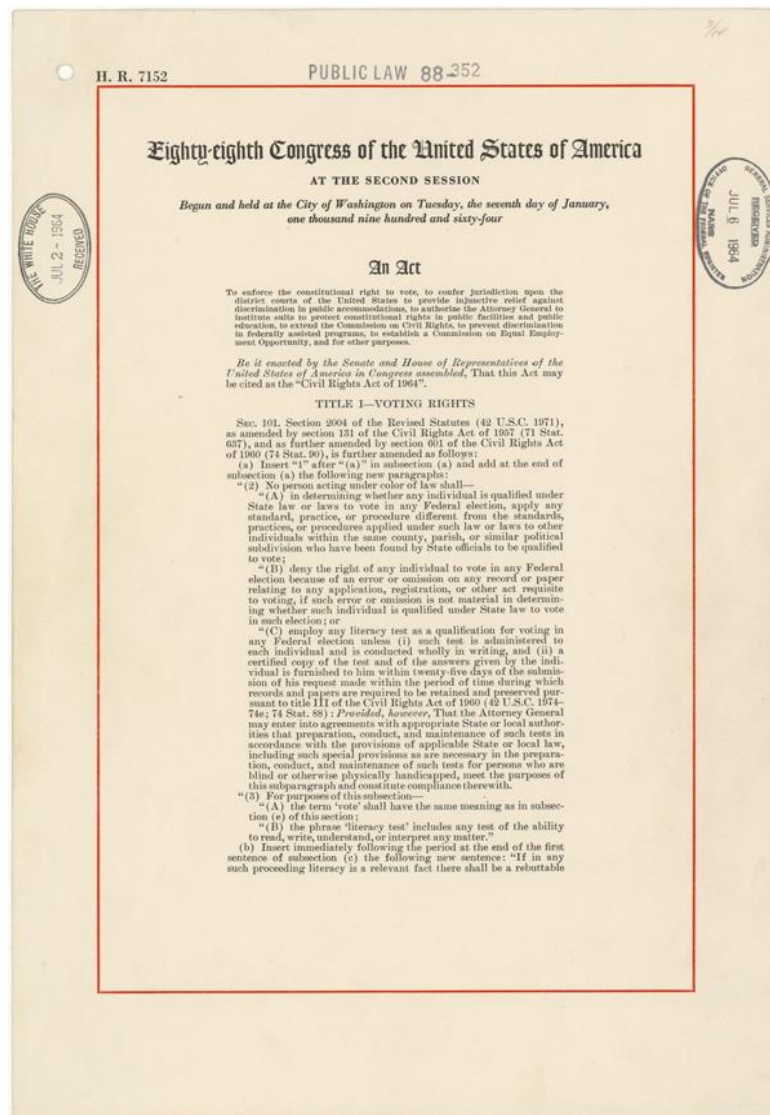 H. R. 7152
PUBLIC LAW 88-352
Eighty-eighth Congress of the United States of America
AT THE SECOND SESSION
Begun and held at the City of Washington on Tuesday, the seventh day of January,
one thousand nine hundred and sixty-four
THE WHITE HOUSE
JUL 2 - 1964
RECEIVED
GENERAL SERVICES ADMINISTRATION
RECEIVED
JUL 6 1964
NARS
OFFICE OF THE FEDERAL REGISTER
An Act
To enforce the constitutional right to vote, to confer jurisdiction upon the
district courts of the United States to provide injunctive relief against
discrimination in public accommodations, to authorize the Attorney General to
institute suits to protect constitutional rights in public facilities and public
education, to extend the Commission on Civil Rights, to prevent discrimination
in federally assisted programs, to establish a Commission on Equal Employ-
ment Opportunity, and for other purposes.
Be it enacted by the Senate and House of Representatives of the
United States of America in Congress assembled, That this Act may
be cited as the “Civil Rights Act of 1964”.
TITLE I—VOTING RIGHTS
SEC. 101. Section 2004 of the Revised Statutes (42 U.S.C. 1971),
as amended by section 131 of the Civil Rights Act of 1957 (71 Stat.
637), and as further amended by section 601 of the Civil Rights Act
of 1960 (74 Stat. 90), is further amended as follows:
(a) Insert “1” after “(a)” in subsection (a) and add at the end of
subsection (a) the following new paragraphs:
“(2) No person acting under color of law shall—
“(A) in determining whether any individual is qualified under
State law or laws to vote in any Federal election, apply any
standard, practice, or procedure different from the standards,
practices, or procedures applied under such law or laws to other
individuals within the same county, parish, or similar political
subdivision who have been found by State officials to be qualified
to vote;
“(B) deny the right of any individual to vote in any Federal
election because of an error or omission on any record or paper
relating to any application, registration, or other act requisite
to voting, if such error or omission is not material in determin-
ing whether such individual is qualified under State law to vote
in such election; or
“(C) employ any literacy test as a qualification for voting in
any Federal election unless (i) such test is administered to
each individual and is conducted wholly in writing, and (ii) a
certified copy of the test and of the answers given by the indi-
vidual is furnished to him within twenty-five days of the submis-
sion of his request made within the period of time during which
records and papers are required to be retained and preserved pur-
suant to title III of the Civil Rights Act of 1960 (42 U.S.C. 1974–
74e; 74 Stat. 88): Provided, however, That the Attorney General
may enter into agreements with appropriate State or local author-
ities that preparation, conduct, and maintenance of such tests in
accordance with the provisions of applicable State or local law,
including such special provisions as are necessary in the prepara-
tion, conduct, and maintenance of such tests for persons who are
blind or otherwise physically handicapped, meet the purposes of
this subparagraph and constitute compliance therewith.
“(3) For purposes of this subsection—
“(A) the term ‘vote’ shall have the same meaning as in subsec-
tion (e) of this section;
“(B) the phrase ‘literacy test’ includes any test of the ability
to read, write, understand, or interpret any matter.”
(b) Insert immediately following the period at the end of the first
sentence of subsection (c) the following new sentence: “If in any
such proceeding literacy is a relevant fact there shall be a rebuttable